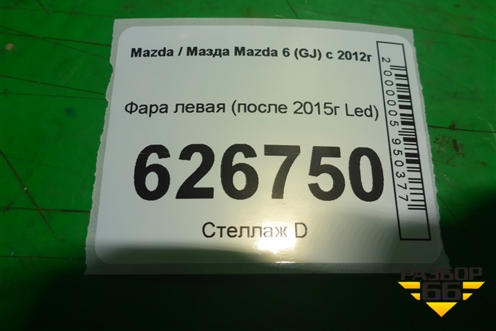 Mazda / Мазда Mazda 6 (GJ) с 2012г
Фара левая (после 2015г Led)
626750
Стеллаж D
2000005950377
РАЗБОР
66